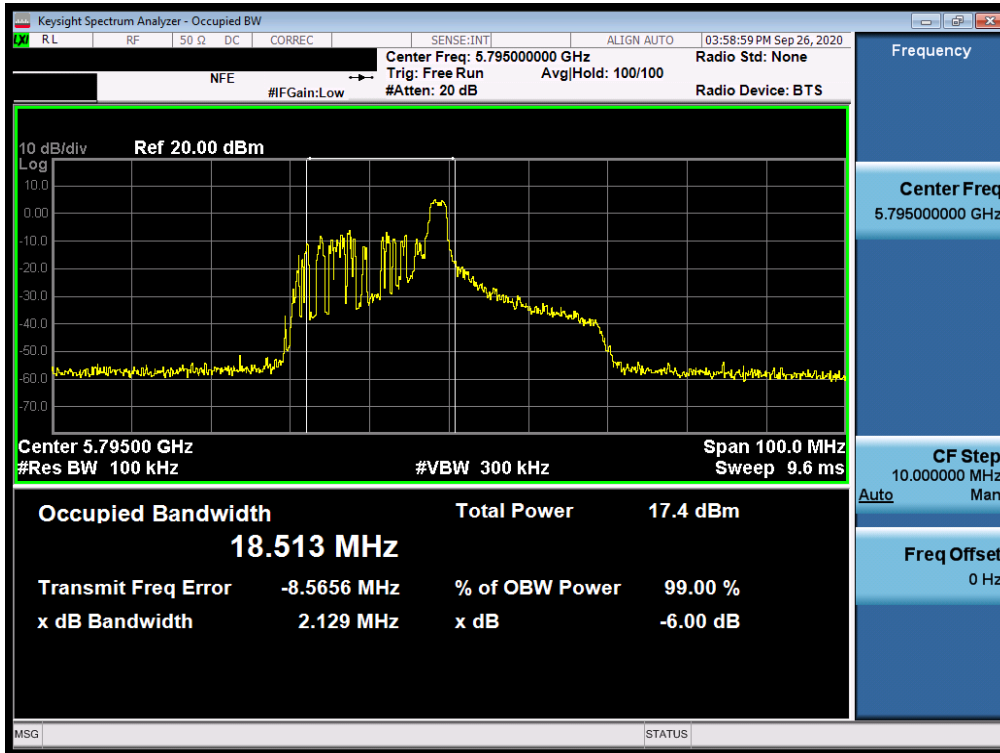 Keysight Spectrum Analyzer - Occupied BW
LXI RL RF 50 Ω DC CORREC SENSE:INT ALIGN AUTO 03:58:59 PM Sep 26, 2020
Center Freq: 5.795000000 GHz Radio Std: None
NFE Trig: Free Run Avg|Hold: 100/100
#IFGain:Low #Atten: 20 dB Radio Device: BTS
10 dB/div Ref 20.00 dBm
Log
10.0
0.00
-10.0
-20.0
-30.0
-40.0
-50.0
-60.0
-70.0
Center 5.79500 GHz Span 100.0 MHz
#Res BW 100 kHz #VBW 300 kHz Sweep 9.6 ms
Occupied Bandwidth Total Power 17.4 dBm
18.513 MHz
Transmit Freq Error -8.5656 MHz % of OBW Power 99.00 %
x dB Bandwidth 2.129 MHz x dB -6.00 dB
MSG STATUS
Frequency
Center Freq
5.795000000 GHz
CF Step
10.000000 MHz
Auto Man
Freq Offset
0 Hz